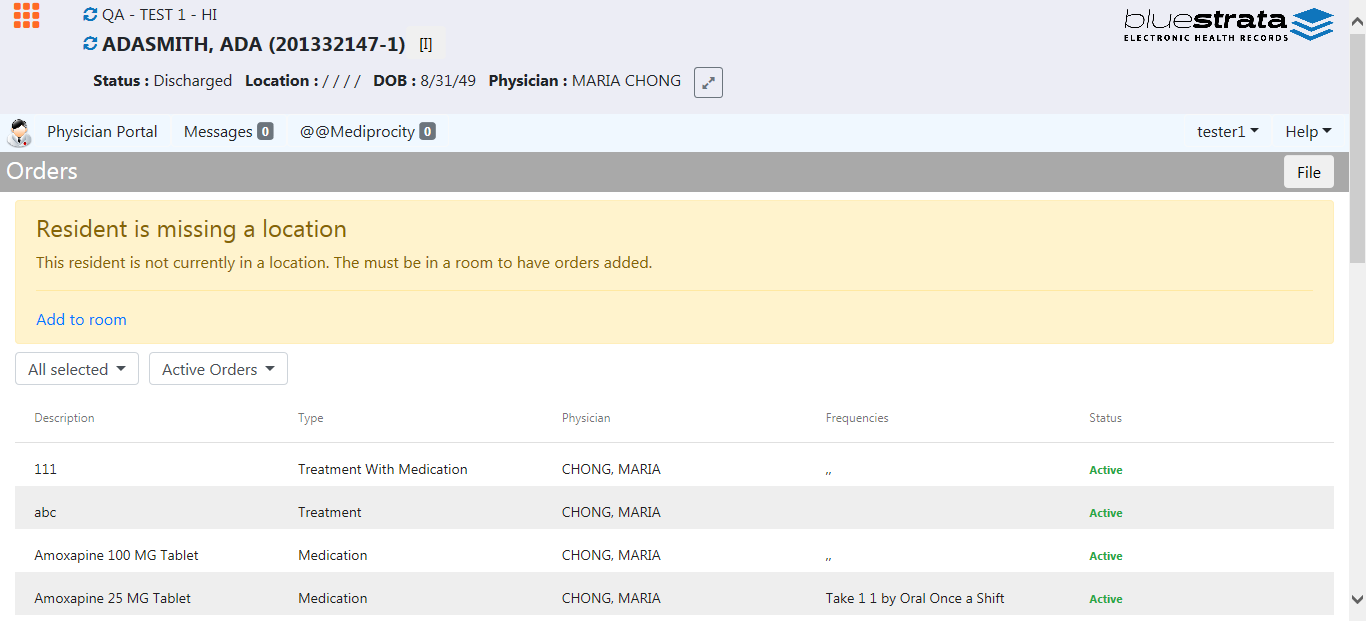 QA - TEST 1 - HI
bluestrata
ELECTRONIC HEALTH RECORDS
ADASMITH, ADA (201332147-1) [I]
Status : Discharged Location : / / / / DOB : 8/31/49 Physician : MARIA CHONG
Physician Portal Messages 0 @@Mediprocity 0 tester1 Help
Orders File
Resident is missing a location
This resident is not currently in a location. The must be in a room to have orders added.
Add to room
All selected Active Orders
Description Type Physician Frequencies Status
111 Treatment With Medication CHONG, MARIA ,, Active
abc Treatment CHONG, MARIA Active
Amoxapine 100 MG Tablet Medication CHONG, MARIA ,, Active
Amoxapine 25 MG Tablet Medication CHONG, MARIA Take 1 1 by Oral Once a Shift Active